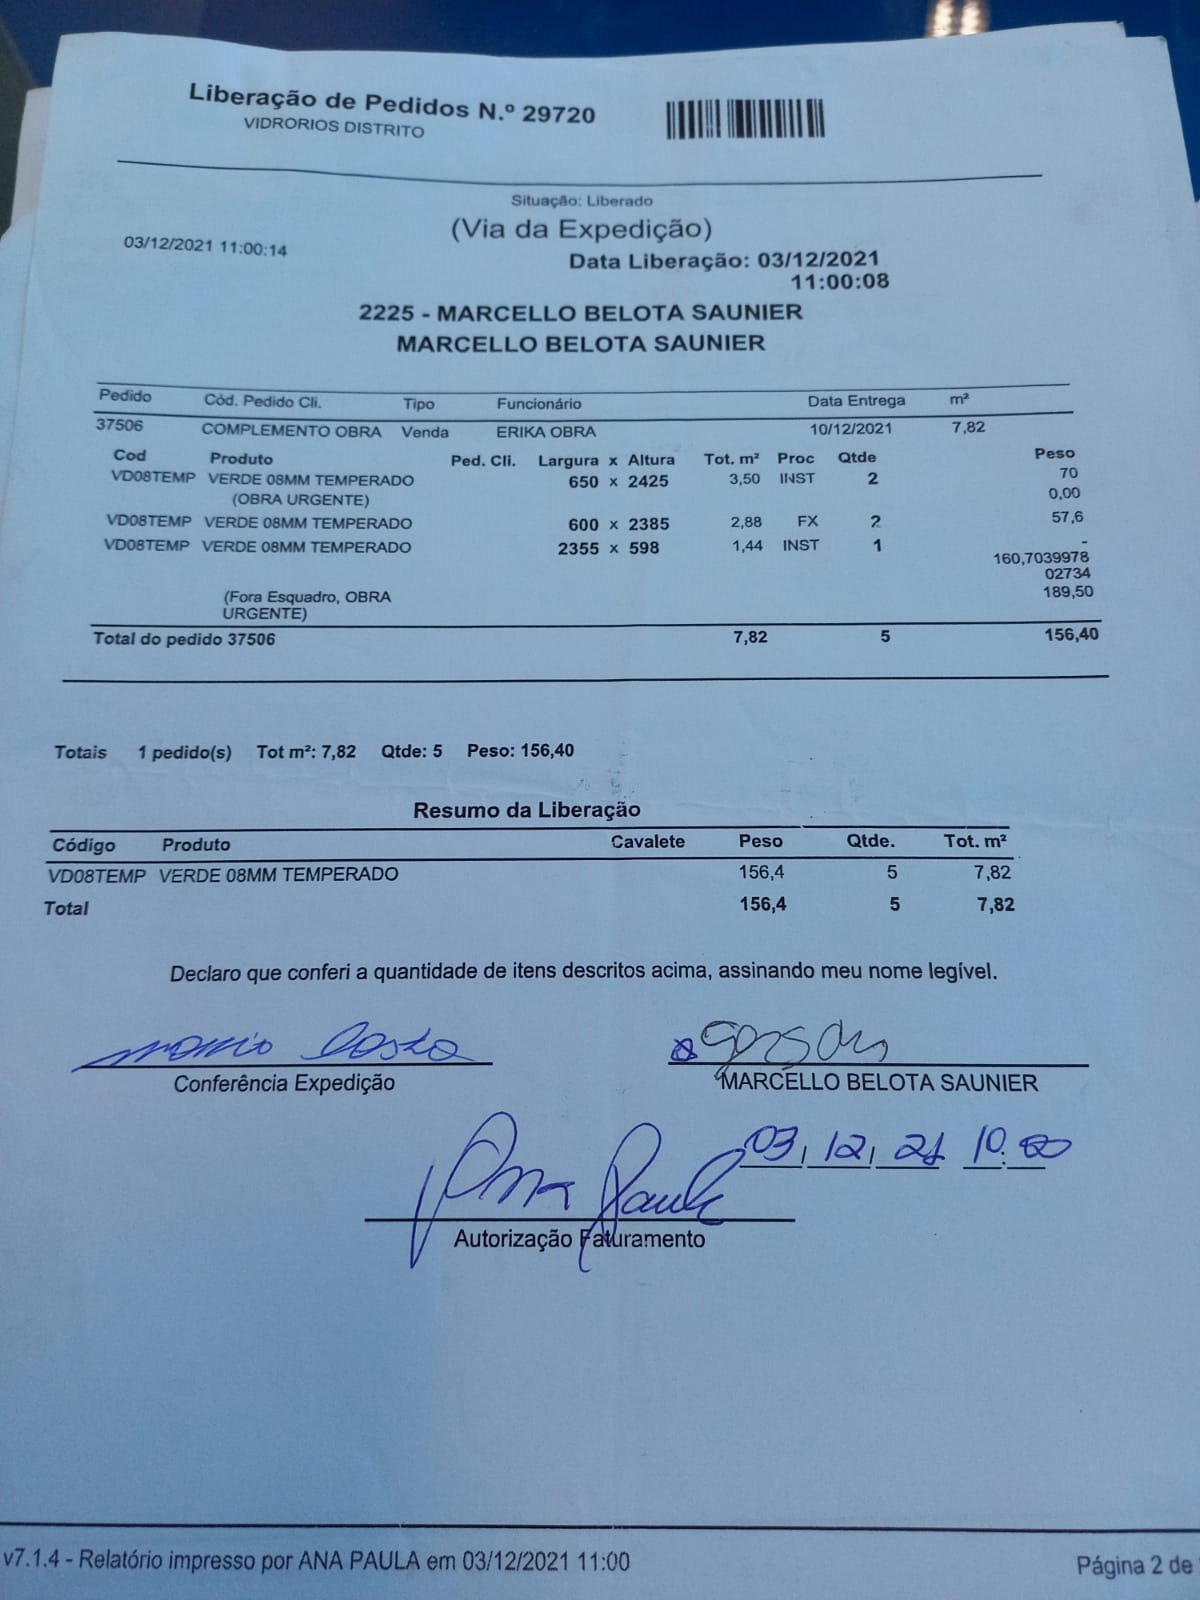 Liberação de Pedidos N.º 29720
VIDRORIOS DISTRITO
Situação: Liberado
(Via da Expedição)
03/12/2021 11:00:14
Data Liberação: 03/12/2021
11:00:08
2225 - MARCELLO BELOTA SAUNIER
MARCELLO BELOTA SAUNIER
Pedido Cód. Pedido Cli. Tipo Funcionário Data Entrega m²
37506 COMPLEMENTO OBRA Venda ERIKA OBRA 10/12/2021 7,82
Cod Produto Ped. Cli. Largura x Altura Tot. m² Proc Qtde Peso
VD08TEMP VERDE 08MM TEMPERADO 650 x 2425 3,50 INST 2 70
(OBRA URGENTE) 0,00
VD08TEMP VERDE 08MM TEMPERADO 600 x 2385 2,88 FX 2 57,6
VD08TEMP VERDE 08MM TEMPERADO 2355 x 598 1,44 INST 1 -
160,7039978
02734
(Fora Esquadro, OBRA 189,50
URGENTE)
Total do pedido 37506 7,82 5 156,40
Totais 1 pedido(s) Tot m²: 7,82 Qtde: 5 Peso: 156,40
Resumo da Liberação
Código Produto Cavalete Peso Qtde. Tot. m²
VD08TEMP VERDE 08MM TEMPERADO 156,4 5 7,82
Total 156,4 5 7,82
Declaro que conferi a quantidade de itens descritos acima, assinando meu nome legível.
Costa
Conferência Expedição MARCELLO BELOTA SAUNIER
03, 12, 21 10:
Ana Paula
Autorização Faturamento
v7.1.4 - Relatório impresso por ANA PAULA em 03/12/2021 11:00
Página 2 de